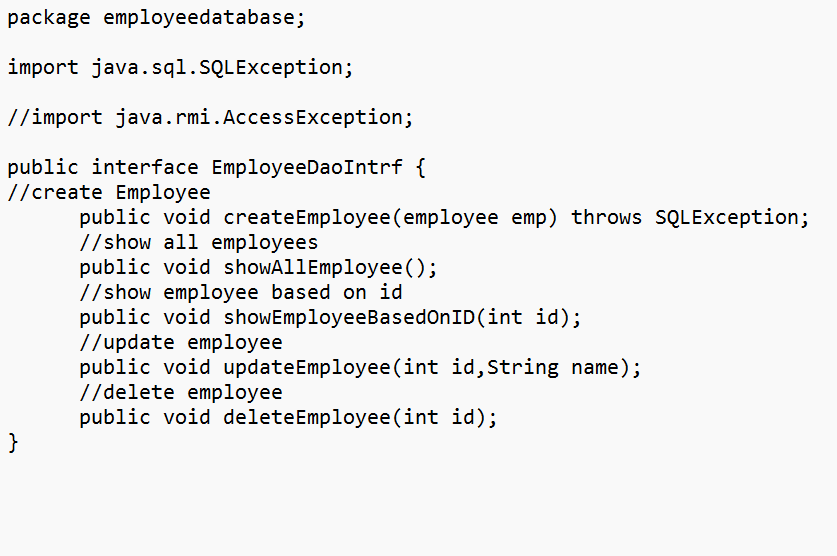 package employeedatabase;
import java.sql.SQLException;
//import java.rmi.AccessException;
public interface EmployeeDaoIntrf {
//create Employee
public void createEmployee(employee emp) throws SQLException;
//show all employees
public void showAllEmployee();
//show employee based on id
public void showEmployeeBasedOnID(int id);
//update employee
public void updateEmployee(int id,String name);
//delete employee
public void deleteEmployee(int id);
}